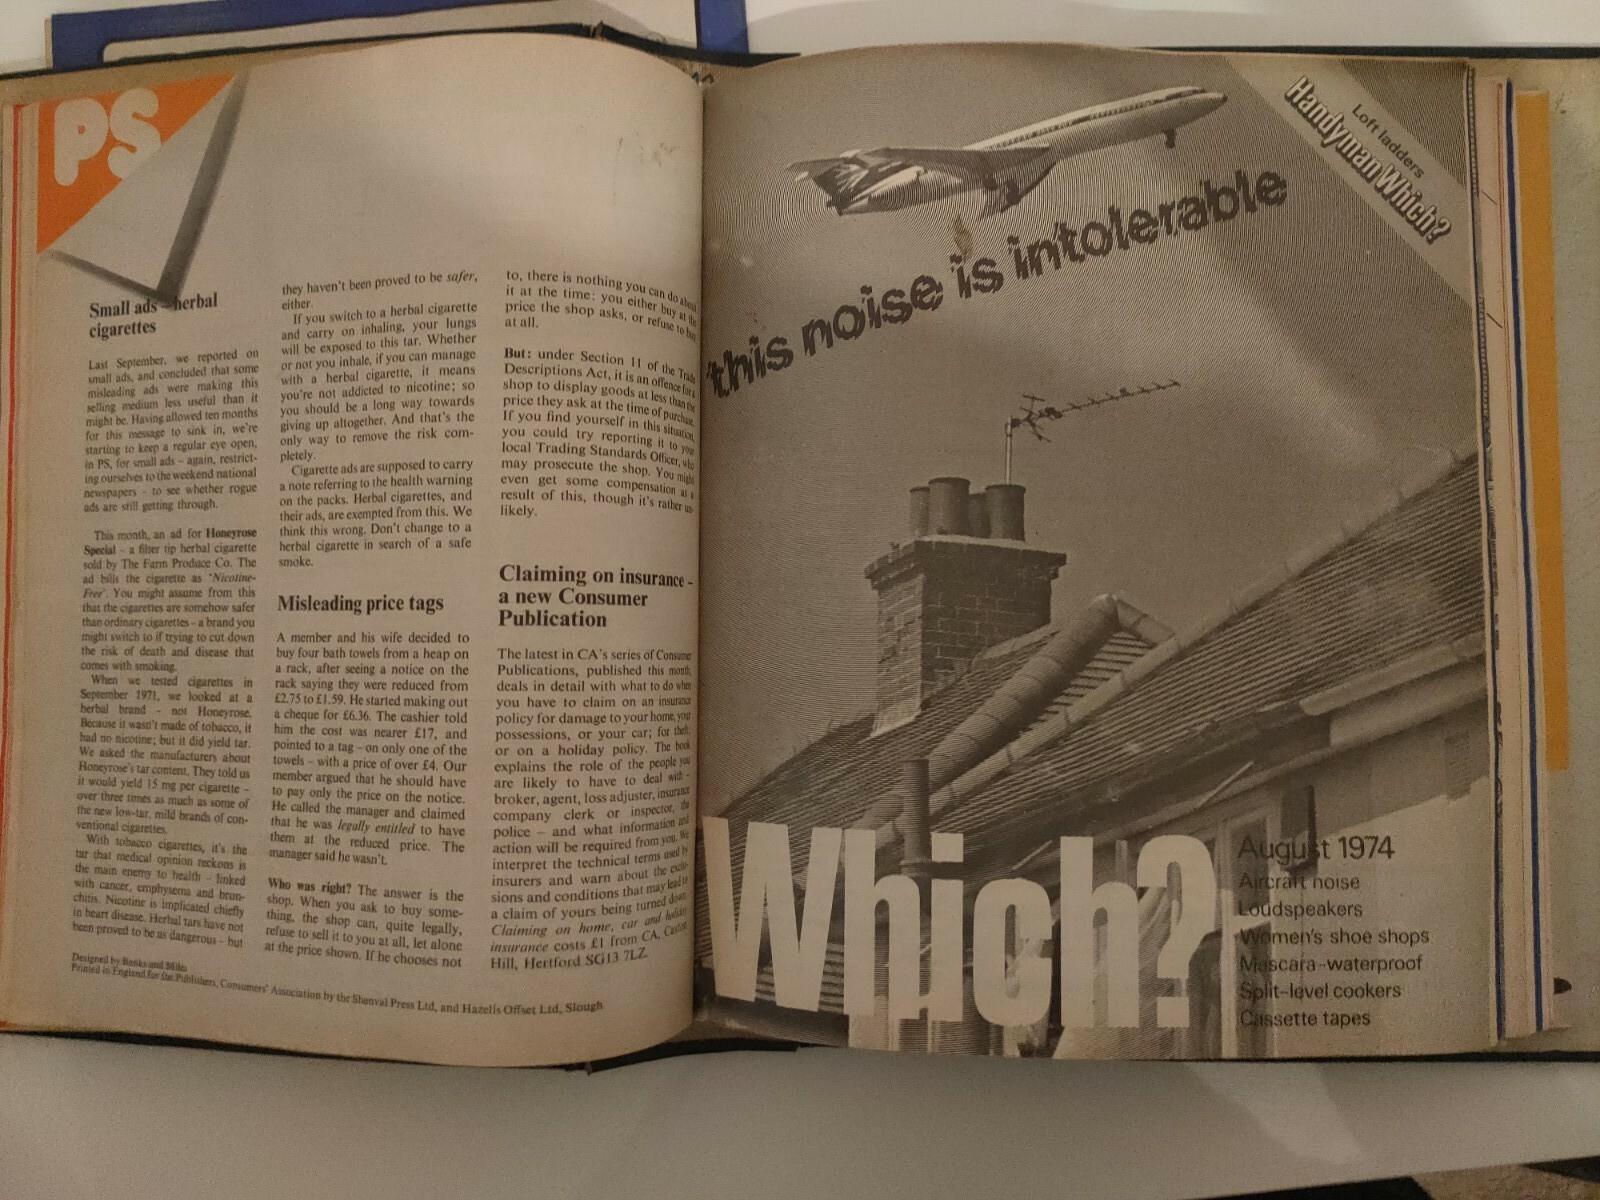 PS
Small ads – herbal
cigarettes
Last September, we reported on
small ads, and concluded that some
misleading ads were making this
selling medium less useful than it
might be. Having allowed ten months
for this message to sink in, we're
starting to keep a regular eye open,
in PS, for small ads – again, restrict-
ing ourselves to the weekend national
newspapers – to see whether rogue
ads are still getting through.
This month, an ad for Honeyrose
Special – a filter tip herbal cigarette
sold by The Farm Produce Co. The
ad bills the cigarette as 'Nicotine-
Free'. You might assume from this
that the cigarettes are somehow safer
than ordinary cigarettes – a brand you
might switch to if trying to cut down
the risk of death and disease that
comes with smoking.
When we tested cigarettes in
September 1971, we looked at a
herbal brand – not Honeyrose.
Because it wasn't made of tobacco, it
had no nicotine; but it did yield tar.
We asked the manufacturers about
Honeyrose's tar content. They told us
it would yield 15 mg per cigarette –
over three times as much as some of
the new low-tar, mild brands of con-
ventional cigarettes.
With tobacco cigarettes, it's the
tar that medical opinion reckons is
the main enemy to health – linked
with cancer, emphysema and bron-
chitis. Nicotine is implicated chiefly
in heart disease. Herbal tars have not
been proved to be as dangerous – but
they haven't been proved to be safer,
either.
If you switch to a herbal cigarette
and carry on inhaling, your lungs
will be exposed to this tar. Whether
or not you inhale, if you can manage
with a herbal cigarette, it means
you're not addicted to nicotine; so
you should be a long way towards
giving up altogether. And that's the
only way to remove the risk com-
pletely.
Cigarette ads are supposed to carry
a note referring to the health warning
on the packs. Herbal cigarettes, and
their ads, are exempted from this. We
think this wrong. Don't change to a
herbal cigarette in search of a safe
smoke.
Misleading price tags
A member and his wife decided to
buy four bath towels from a heap on
a rack, after seeing a notice on the
rack saying they were reduced from
£2.75 to £1.59. He started making out
a cheque for £6.36. The cashier told
him the cost was nearer £17, and
pointed to a tag – on only one of the
towels – with a price of over £4. Our
member argued that he should have
to pay only the price on the notice.
He called the manager and claimed
that he was legally entitled to have
them at the reduced price. The
manager said he wasn't.
Who was right? The answer is the
shop. When you ask to buy some-
thing, the shop can, quite legally,
refuse to sell it to you at all, let alone
at the price shown. If he chooses not
to, there is nothing you can do about
it at the time: you either buy at the
price the shop asks, or refuse to buy
at all.
But: under Section 11 of the Trade
Descriptions Act, it is an offence for a
shop to display goods at less than the
price they ask at the time of purchase.
If you find yourself in this situation,
you could try reporting it to your
local Trading Standards Officer, who
may prosecute the shop. You might
even get some compensation as a
result of this, though it's rather un-
likely.
Claiming on insurance –
a new Consumer
Publication
The latest in CA's series of Consumer
Publications, published this month,
deals in detail with what to do when
you have to claim on an insurance
policy for damage to your home, your
possessions, or your car; for theft;
or on a holiday policy. The book
explains the role of the people you
are likely to have to deal with –
broker, agent, loss adjuster, insurance
company clerk or inspector, the
police – and what information and
action will be required from you. We
interpret the technical terms used by
insurers and warn about the exclu-
sions and conditions that may lead to
a claim of yours being turned down.
Claiming on home, car and holiday
insurance costs £1 from CA, Caxton
Hill, Hertford SG13 7LZ.
Designed by Banks and Miles
Printed in England for the Publishers, Consumers' Association by the Shenval Press Ltd, and Hazells Offset Ltd, Slough
Loft ladders
Handyman Which?
this noise is intolerable
Which?
August 1974
Aircraft noise
Loudspeakers
Women's shoe shops
Mascara–waterproof
Split-level cookers
Cassette tapes